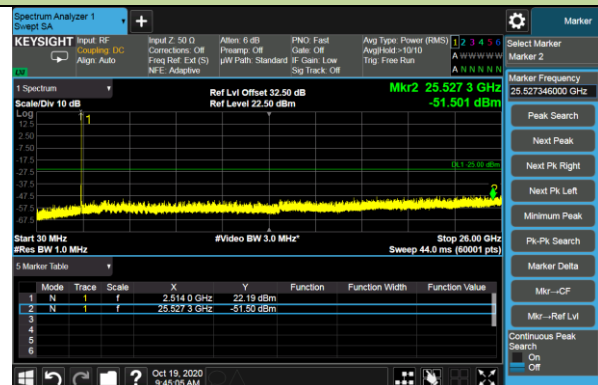 Spectrum Analyzer 1
Swept SA
Marker
KEYSIGHT
Input: RF
Coupling: DC
Align: Auto
Input Z: 50 Ω
Corrections: Off
Freq Ref: Ext (S)
NFE: Adaptive
Atten: 6 dB
Preamp: Off
µW Path: Standard
PNO: Fast
Gate: Off
IF Gain: Low
Sig Track: Off
Avg Type: Power (RMS)
Avg|Hold:>10/10
Trig: Free Run
1 2 3 4 5 6
A W W W W W
A N N N N N
Select Marker
Marker 2
Marker Frequency
25.527346000 GHz
1 Spectrum
Scale/Div 10 dB
Ref Lvl Offset 32.50 dB
Ref Level 22.50 dBm
Mkr2 25.527 3 GHz
-51.501 dBm
Log
12.5
2.50
-7.50
-17.5
-27.5
-37.5
-47.5
-57.5
-67.5
1
DL1 -25.00 dBm
2
Start 30 MHz
#Res BW 1.0 MHz
#Video BW 3.0 MHz*
Stop 26.00 GHz
Sweep 44.0 ms (60001 pts)
Peak Search
Next Peak
Next Pk Right
Next Pk Left
Minimum Peak
Pk-Pk Search
Marker Delta
Mkr→CF
Mkr→Ref Lvl
Continuous Peak
Search
On
Off
5 Marker Table
Mode Trace Scale X Y Function Function Width Function Value
1 N 1 f 2.514 0 GHz 22.19 dBm
2 N 1 f 25.527 3 GHz -51.50 dBm
3
4
5
6
?
Oct 19, 2020
9:45:05 AM